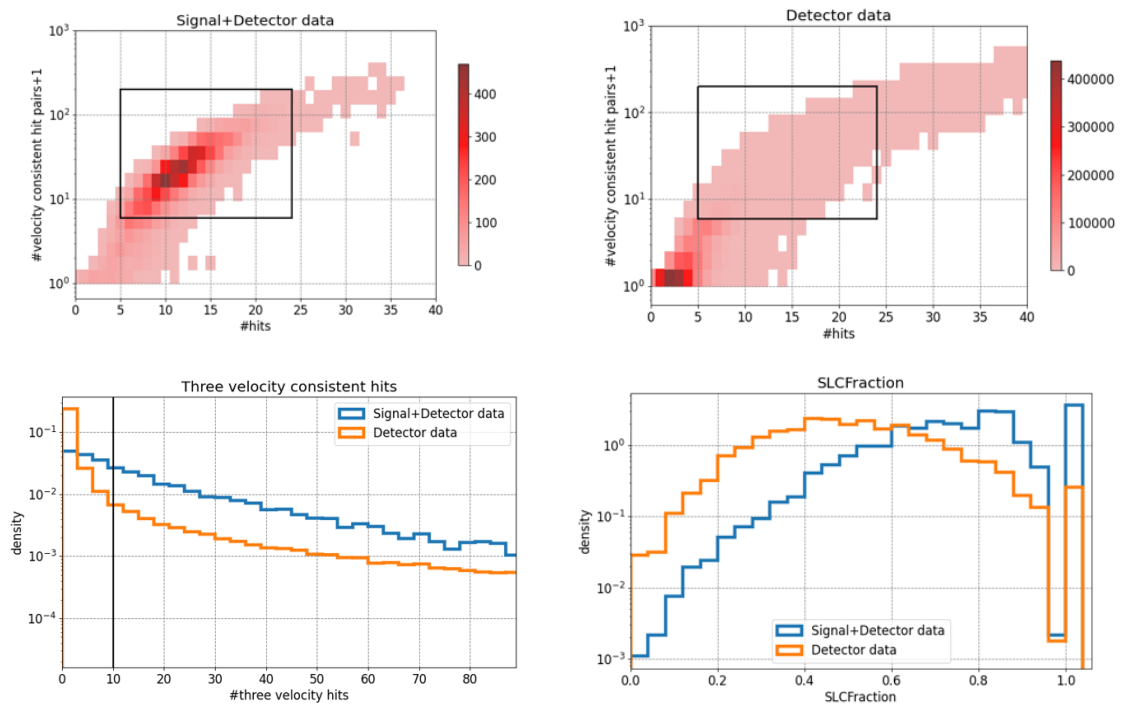 Signal+Detector data
#velocity consistent hit pairs+1
10³
10²
10¹
10⁰
0 5 10 15 20 25 30 35 40
#hits
400
300
200
100
0
Detector data
#velocity consistent hit pairs+1
10³
10²
10¹
10⁰
0 5 10 15 20 25 30 35 40
#hits
400000
300000
200000
100000
0
Three velocity consistent hits
density
10⁻¹
10⁻²
10⁻³
10⁻⁴
Signal+Detector data
Detector data
0 10 20 30 40 50 60 70 80
#three velocity hits
SLCFraction
density
10⁰
10⁻¹
10⁻²
10⁻³
Signal+Detector data
Detector data
0.0 0.2 0.4 0.6 0.8 1.0
SLCFraction